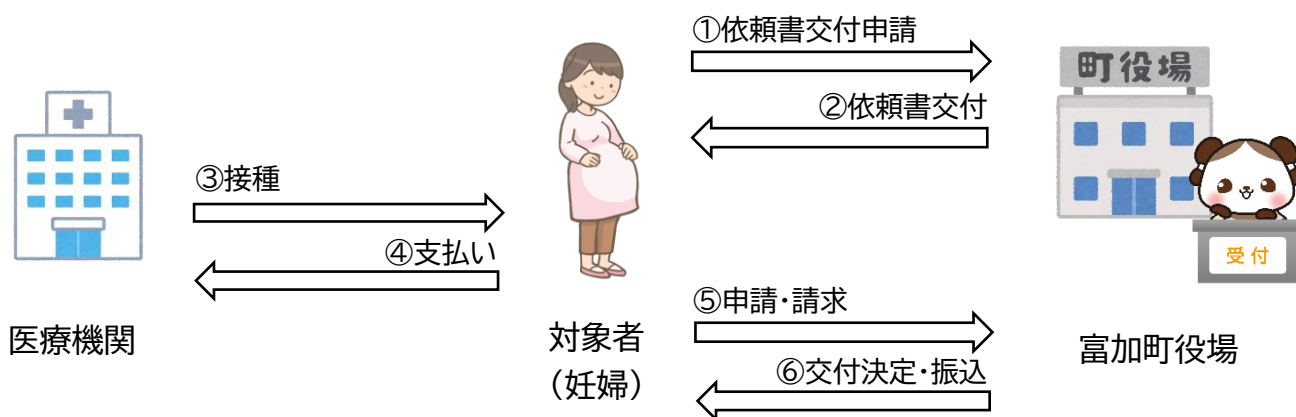 ①依頼書交付申請
町役場
②依頼書交付
③接種
④支払い
受付
⑤申請・請求
医療機関
対象者
（妊婦）
富加町役場
⑥交付決定・振込